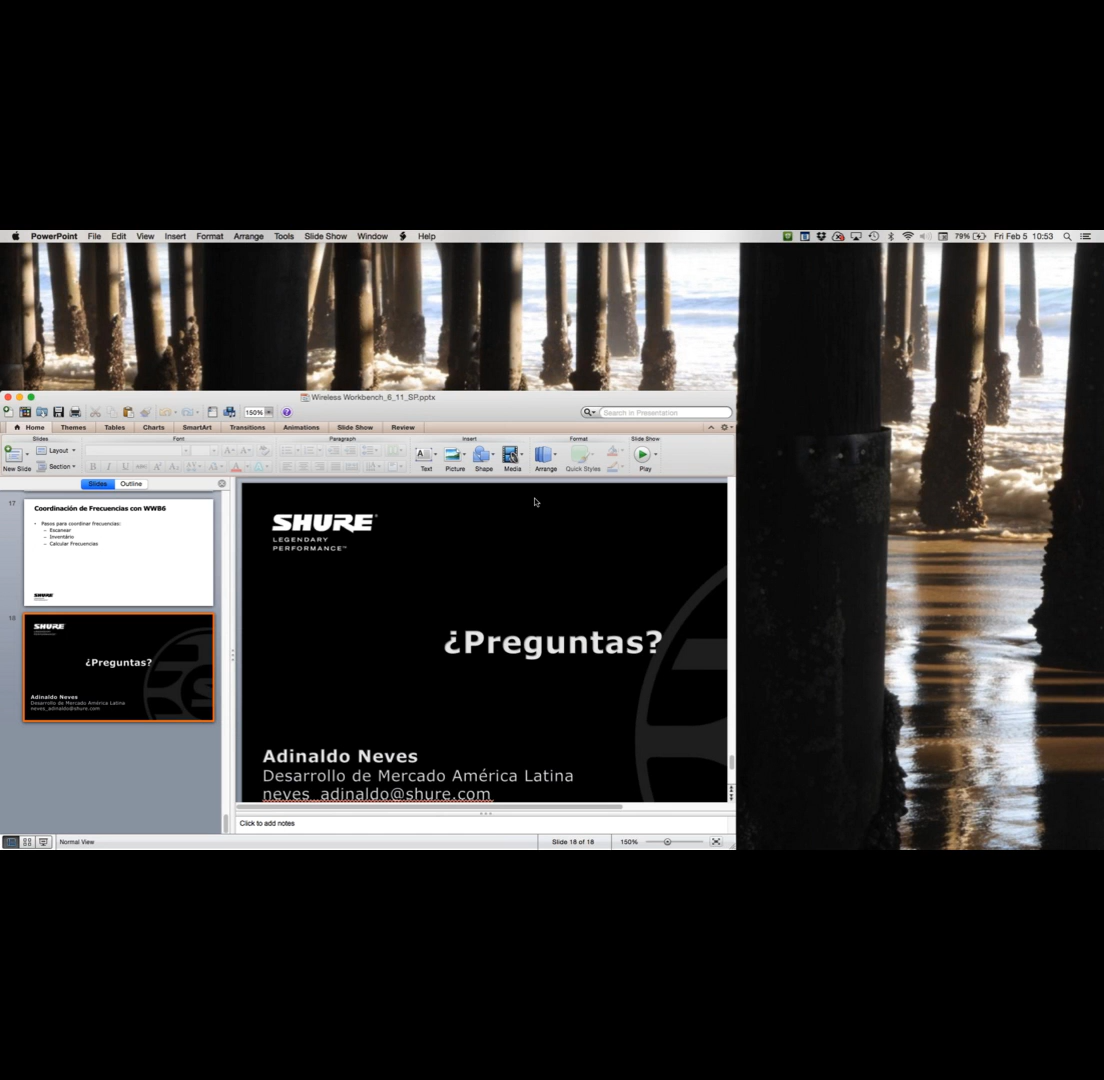 PowerPoint File Edit View Insert Format Arrange Tools Slide Show Window Help
79% Fri Feb 5 10:53
Wireless Workbench_6_11_SP.pptx
150%
Search in Presentation
Home Themes Tables Charts SmartArt Transitions Animations Slide Show Review
Slides Font Paragraph Insert Format Slide Show
Layout
New Slide Section
B I U ABC
Text Picture Shape Media Arrange Quick Styles Play
Slides Outline
17
Coordinación de Frecuencias con WWB6
• Pasos para coordinar frecuencias:
– Escanear
– Inventário
– Calcular Frecuencias
SHURE
18
SHURE
¿Preguntas?
Adinaldo Neves
Desarrollo de Mercado América Latina
neves_adinaldo@shure.com
SHURE
LEGENDARY
PERFORMANCE™
¿Preguntas?
Adinaldo Neves
Desarrollo de Mercado América Latina
neves_adinaldo@shure.com
Click to add notes
Normal View
Slide 18 of 18
150%